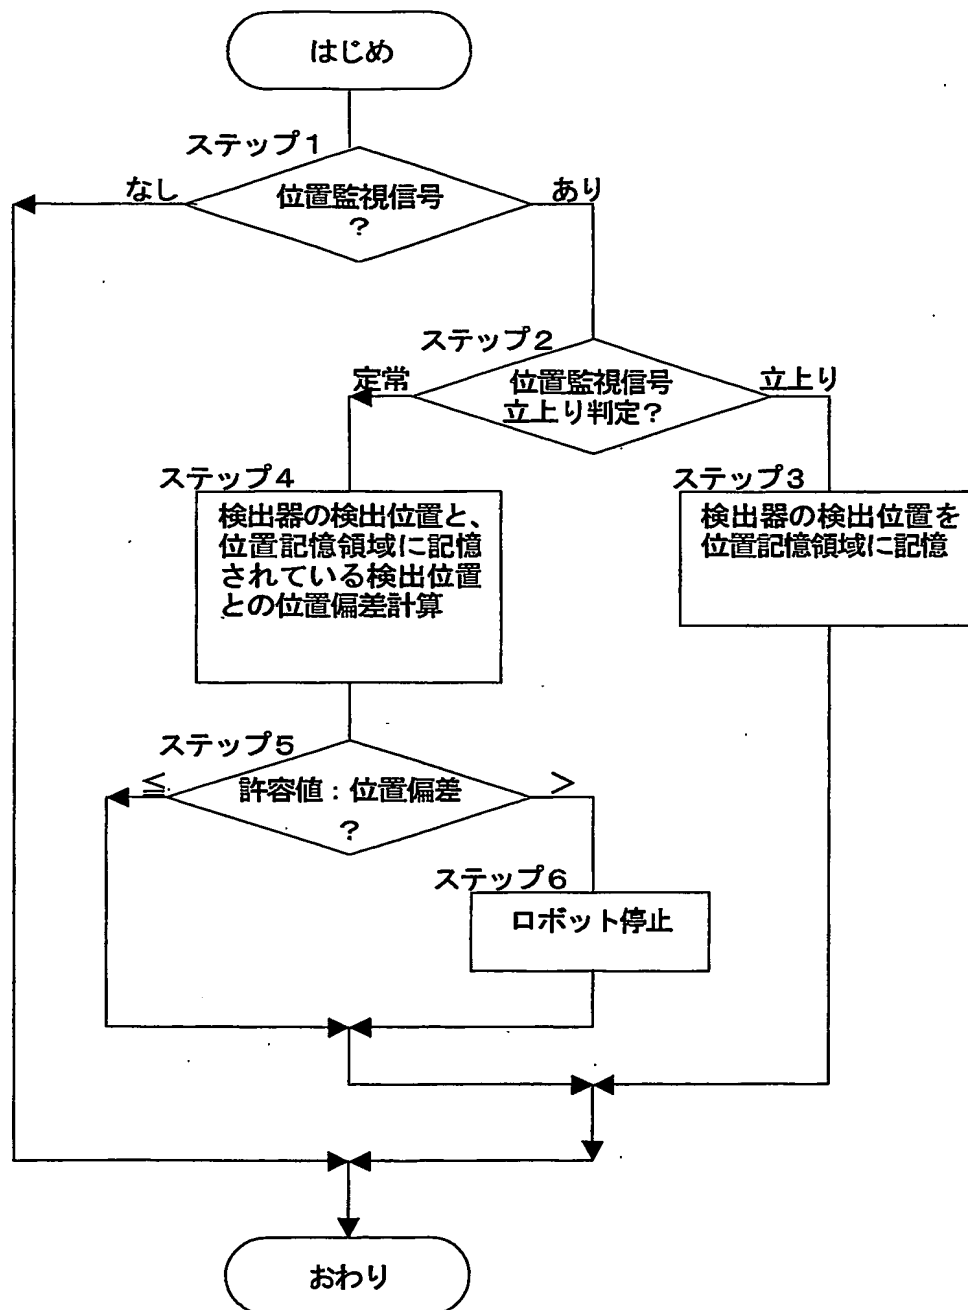 はじめ
ステップ1
なし
位置監視信号
?
あり
ステップ2
定常
位置監視信号
立上り判定?
立上り
ステップ4
検出器の検出位置と、
位置記憶領域に記憶
されている検出位置
との位置偏差計算
ステップ3
検出器の検出位置を
位置記憶領域に記憶
ステップ5
≦
許容値:位置偏差
?
>
ステップ6
ロボット停止
おわり